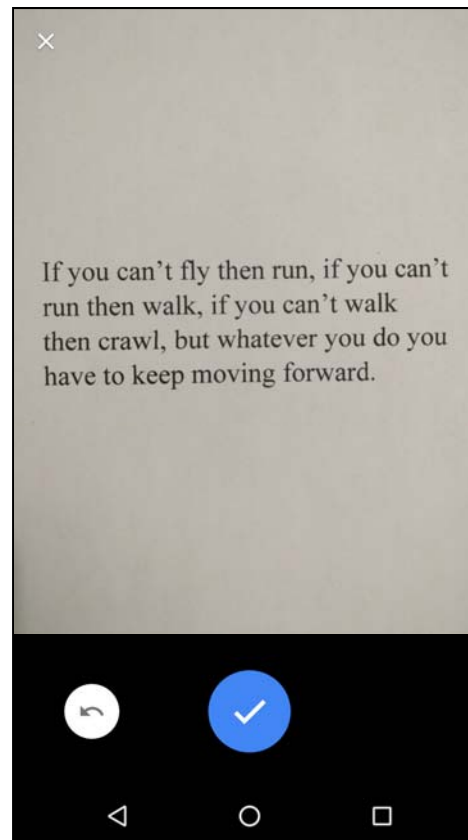 If you can’t fly then run, if you can’t
run then walk, if you can’t walk
then crawl, but whatever you do you
have to keep moving forward.